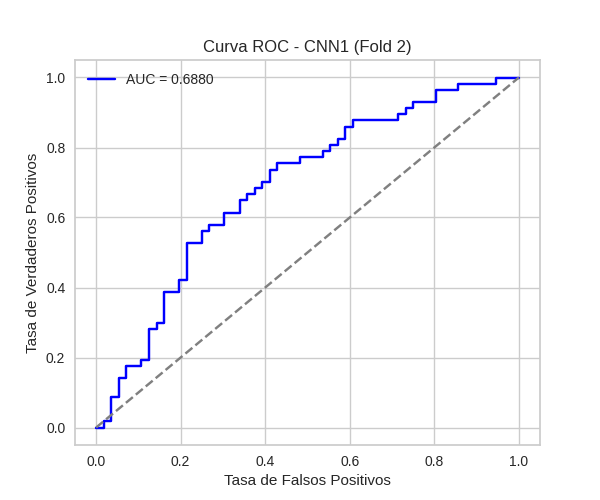 Curva ROC - CNN1 (Fold 2)
AUC = 0.6880
Tasa de Verdaderos Positivos
1.0
0.8
0.6
0.4
0.2
0.0
0.0 0.2 0.4 0.6 0.8 1.0
Tasa de Falsos Positivos